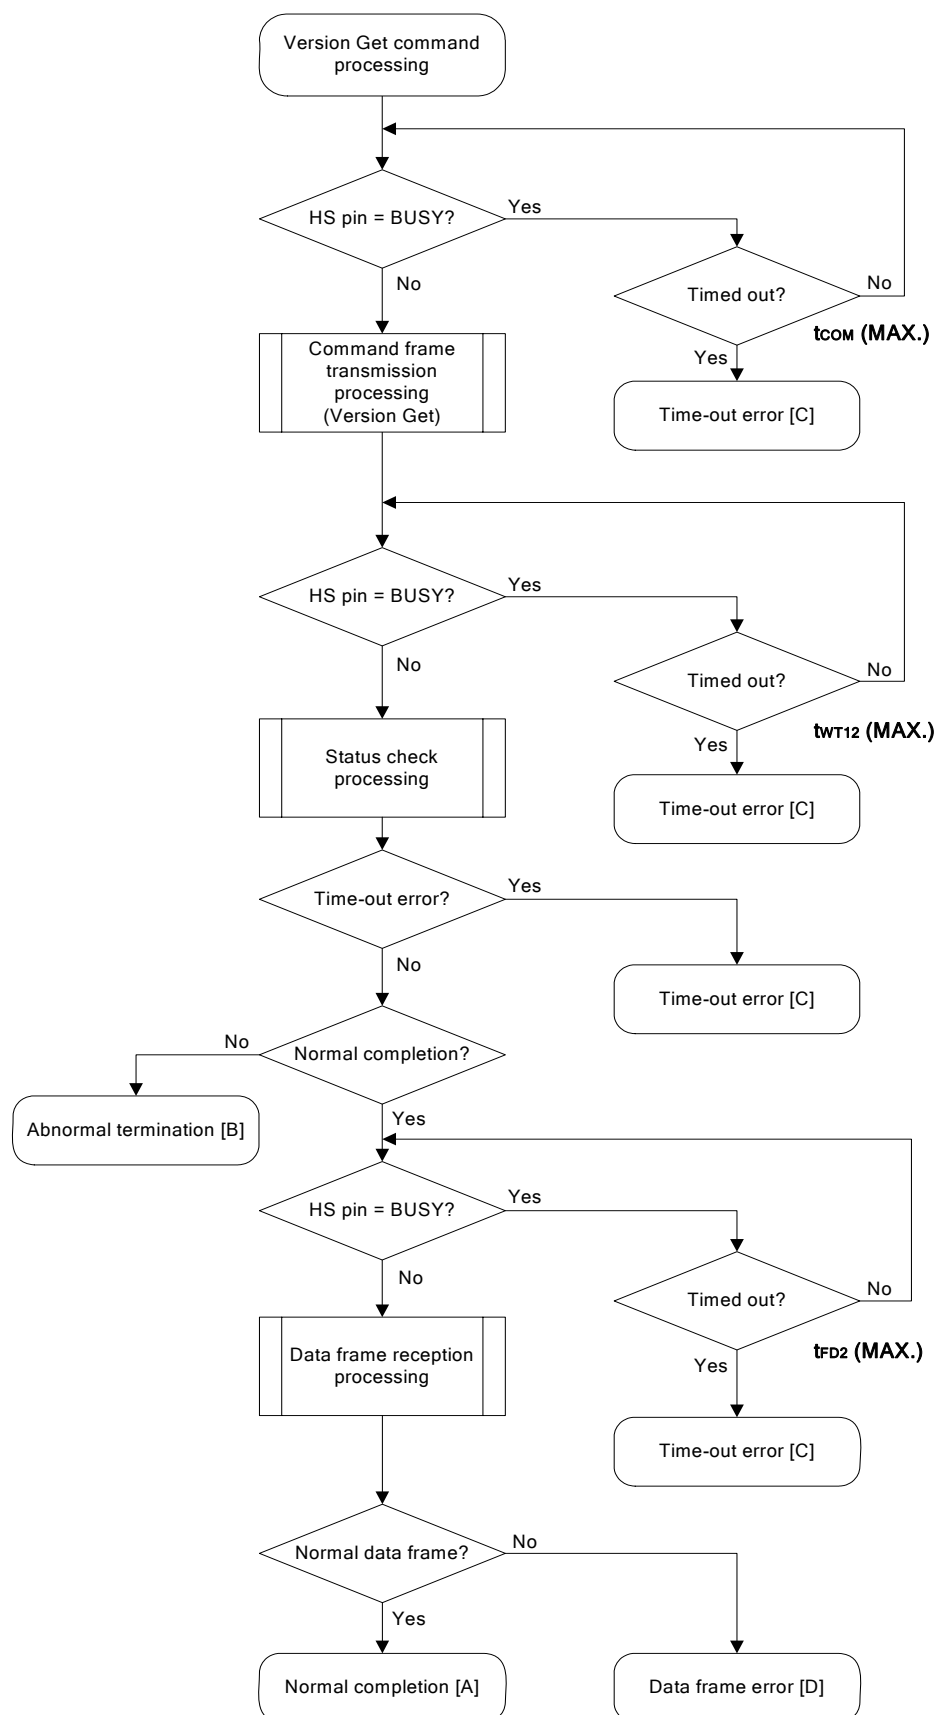 Version Get command
processing
HS pin = BUSY?
Yes
No
Timed out?
No
tCOM (MAX.)
Yes
Time-out error [C]
Command frame
transmission
processing
(Version Get)
HS pin = BUSY?
Yes
No
Timed out?
No
tWT12 (MAX.)
Yes
Time-out error [C]
Status check
processing
Time-out error?
Yes
No
Time-out error [C]
Normal completion?
No
Abnormal termination [B]
Yes
HS pin = BUSY?
Yes
No
Timed out?
No
tFD2 (MAX.)
Yes
Time-out error [C]
Data frame reception
processing
Normal data frame?
No
Yes
Normal completion [A]
Data frame error [D]